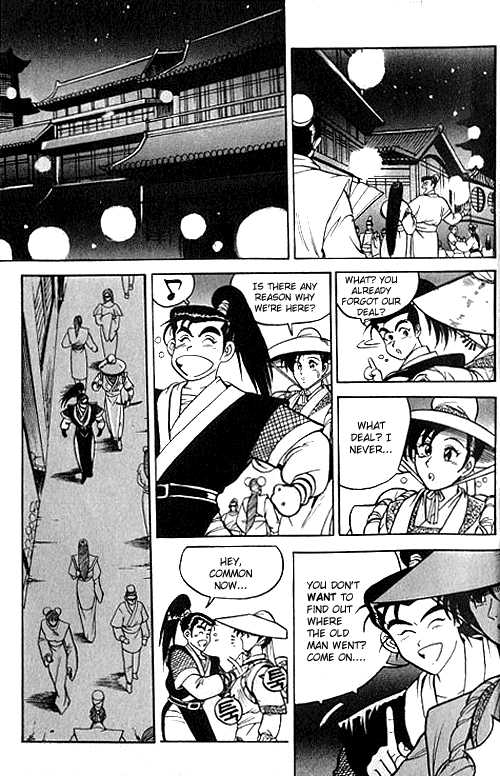 IS THERE ANY
REASON WHY
WE'RE HERE?
WHAT? YOU
ALREADY
FORGOT OUR
DEAL?
WHAT
DEAL? I
NEVER...
HEY,
COMMON
NOW...
YOU DON'T
WANT TO
FIND OUT
WHERE
THE OLD
MAN WENT?
COME ON....